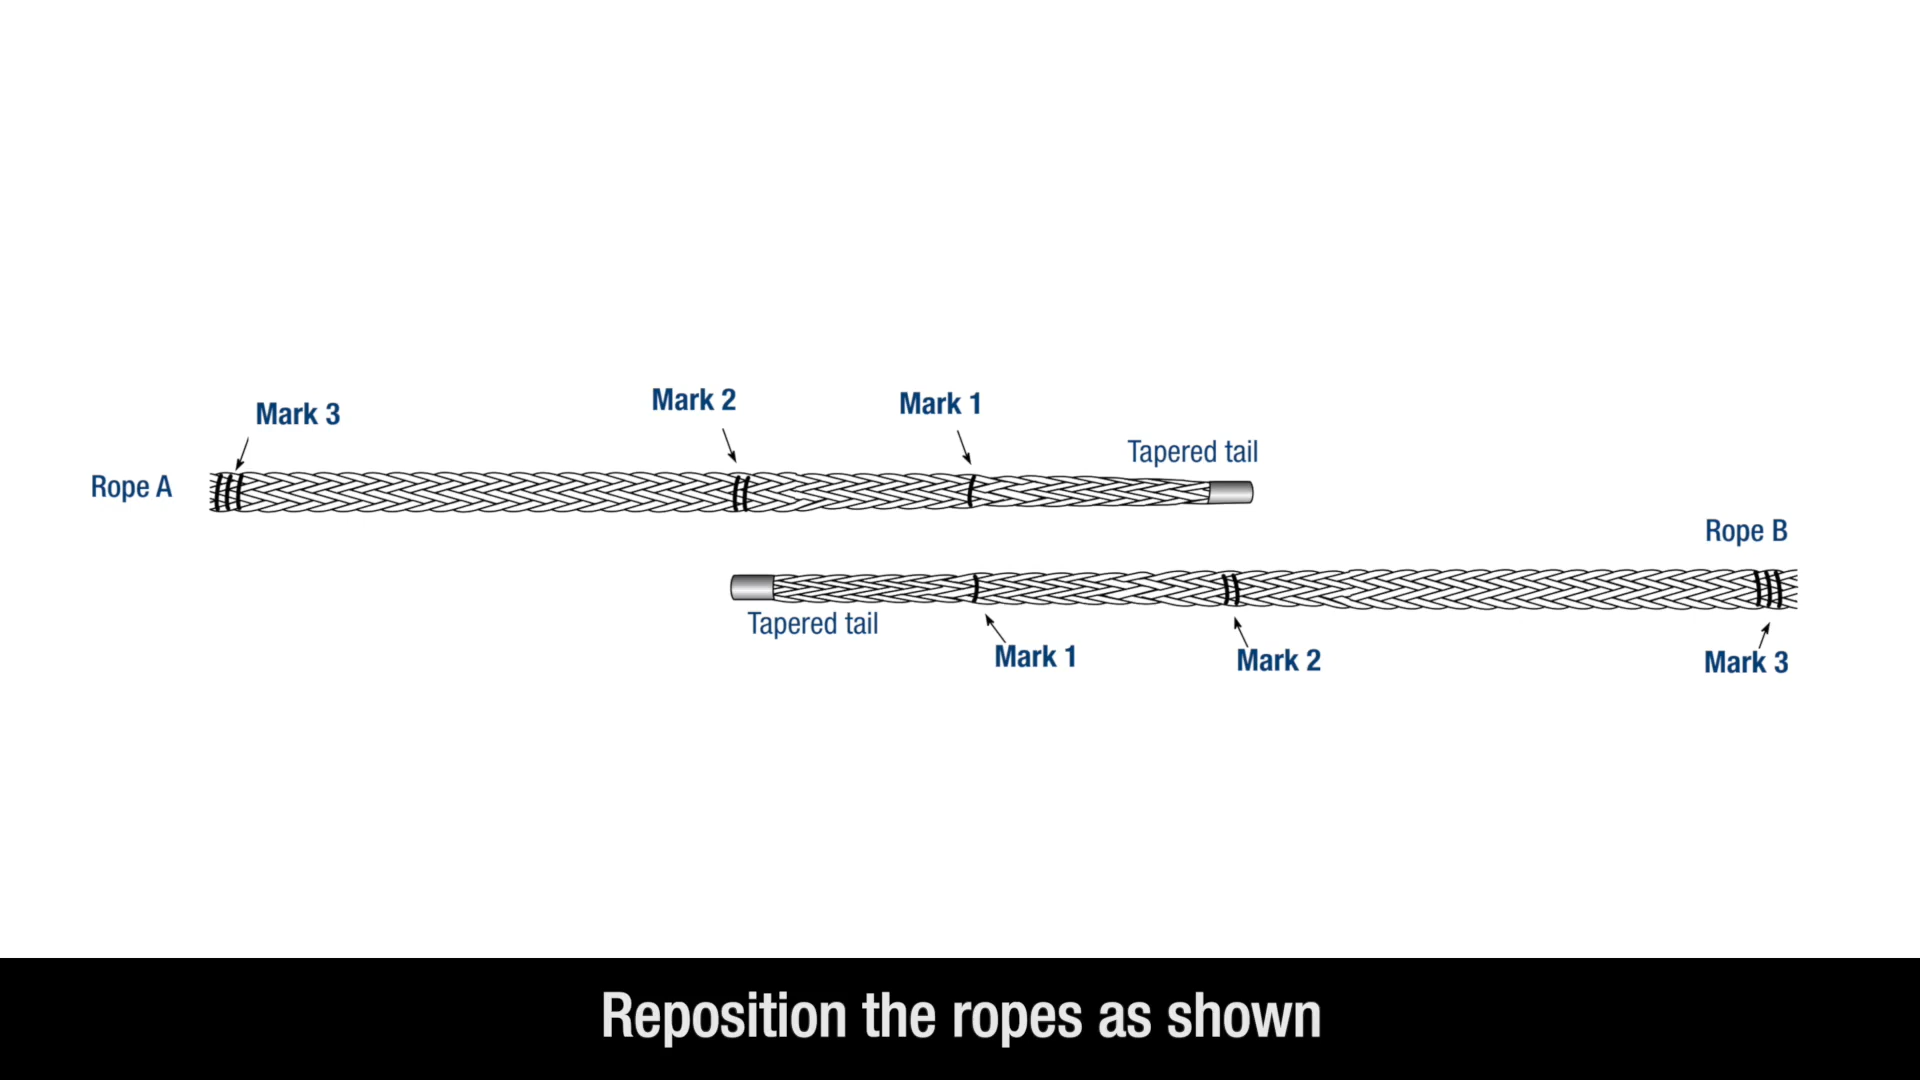 Mark 3
Mark 2
Mark 1
Tapered tail
Rope A
Rope B
Tapered tail
Mark 1
Mark 2
Mark 3
Reposition the ropes as shown